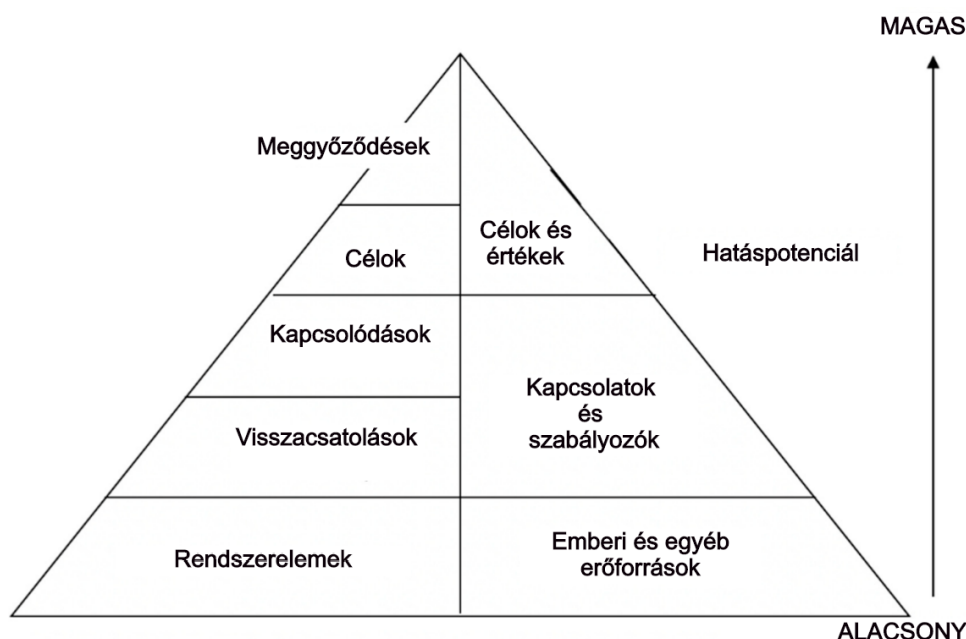 MAGAS
Meggyőződések
Célok
Célok és
értékek
Hatáspotenciál
Kapcsolódások
Visszacsatolások
Kapcsolatok
és
szabályozók
Rendszerelemek
Emberi és egyéb
erőforrások
ALACSONY